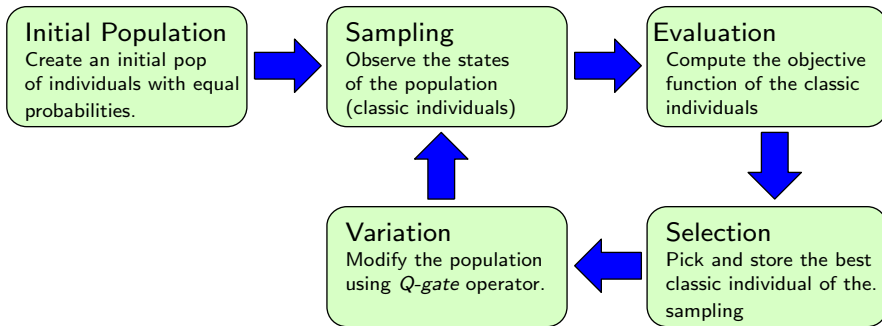 Initial Population
Create an initial pop
of individuals with equal
probabilities.
Sampling
Observe the states
of the population
(classic individuals)
Evaluation
Compute the objective
function of the classic
individuals
Selection
Pick and store the best
classic individual of the.
sampling
Variation
Modify the population
using Q-gate operator.